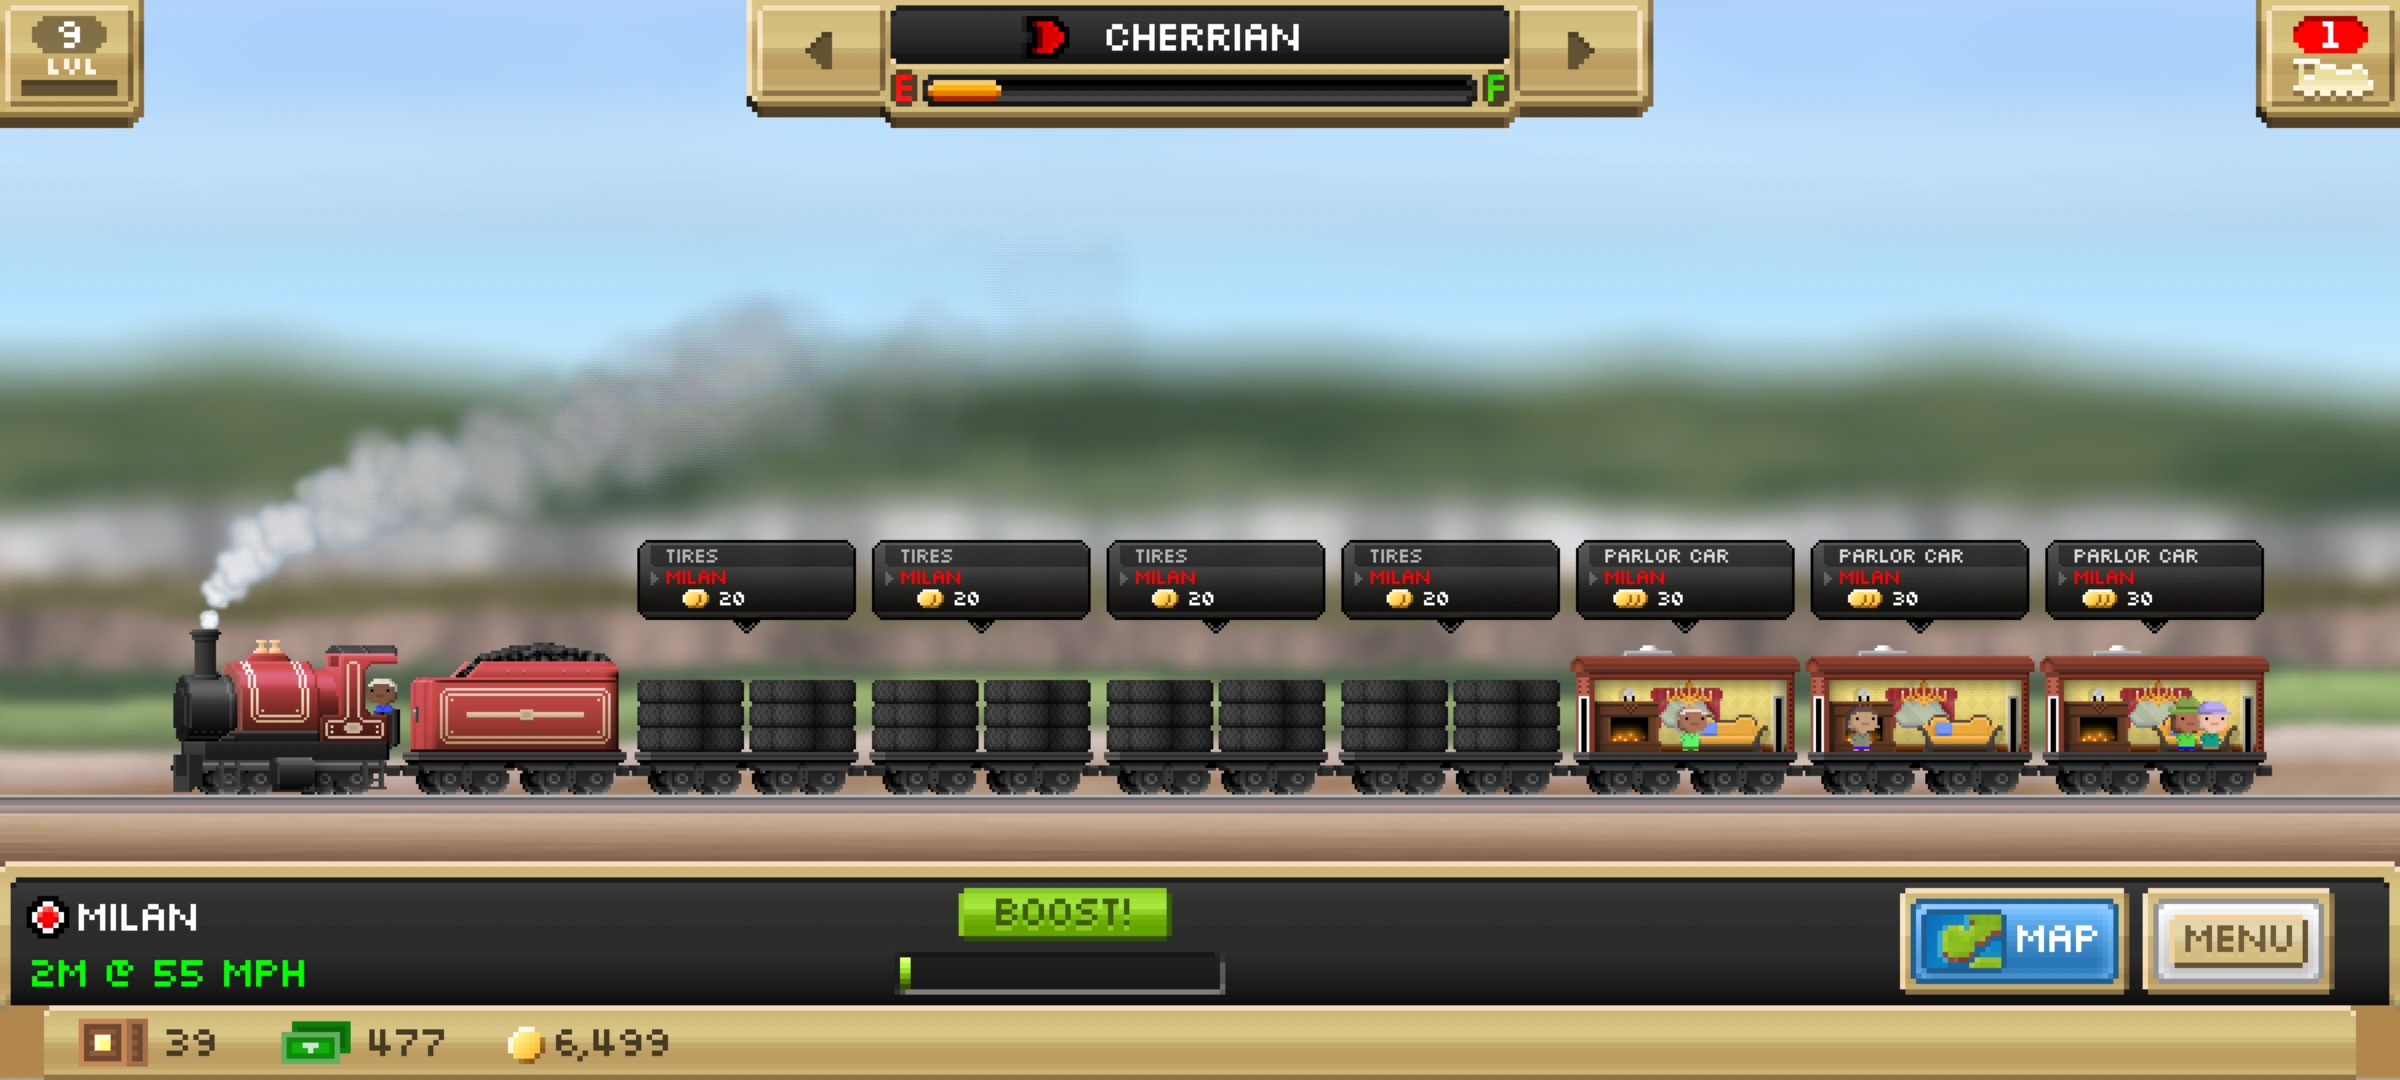 9
LVL
CHERRIAN
E F
1
TIRES
MILAN
20
TIRES
MILAN
20
TIRES
MILAN
20
TIRES
MILAN
20
PARLOR CAR
MILAN
30
PARLOR CAR
MILAN
30
PARLOR CAR
MILAN
30
MILAN
2M @ 55 MPH
BOOST!
MAP
MENU
39
477
6,499